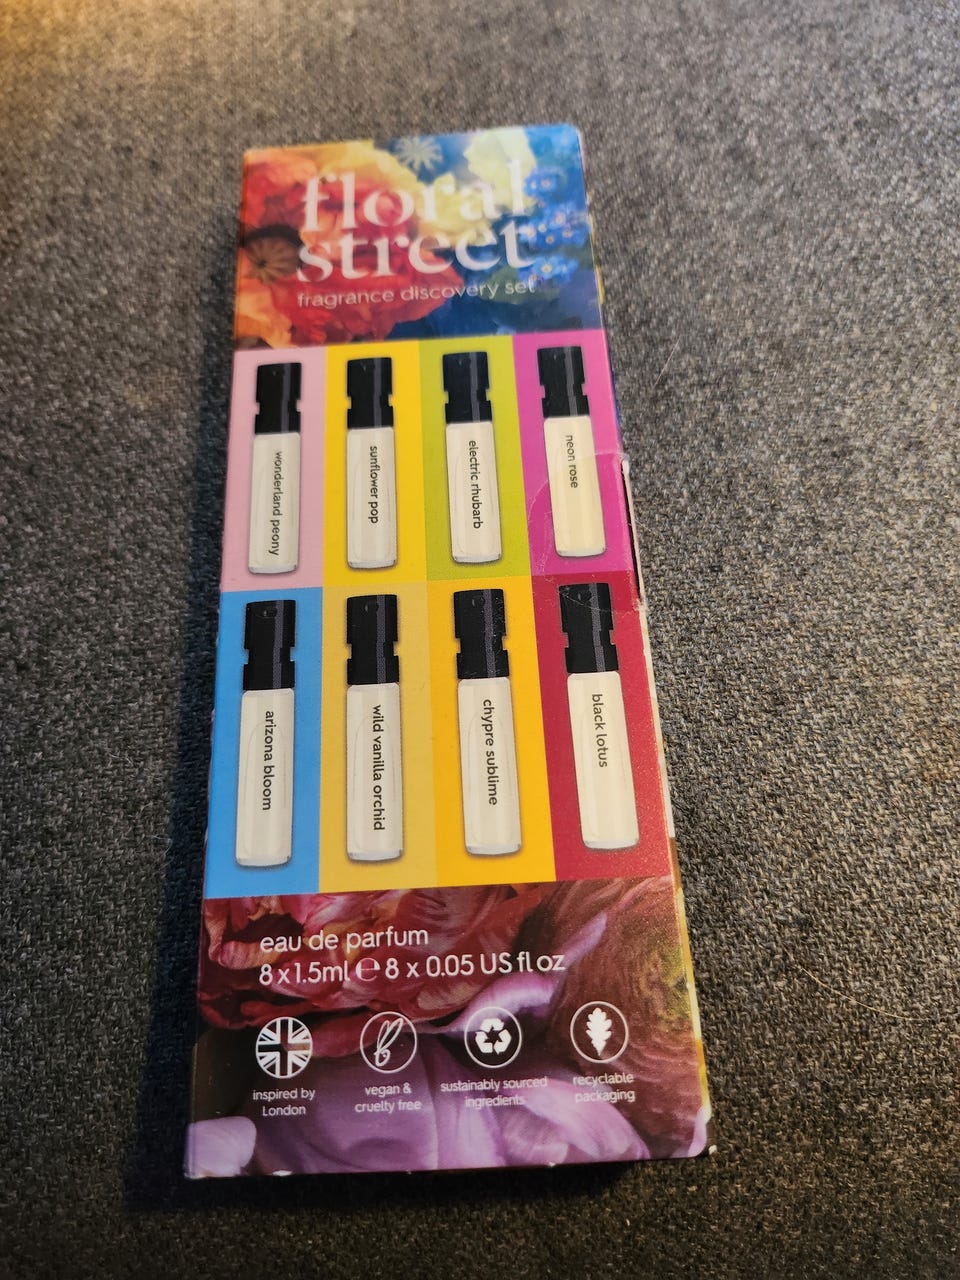 floral
street
fragrance discovery set
wonderland peony
sunflower pop
electric rhubarb
neon rose
arizona bloom
wild vanilla orchid
chypre sublime
black lotus
eau de parfum
8 x 1.5ml ℮ 8 x 0.05 US fl oz
inspired by
London
vegan &
cruelty free
sustainably sourced
ingredients
recyclable
packaging